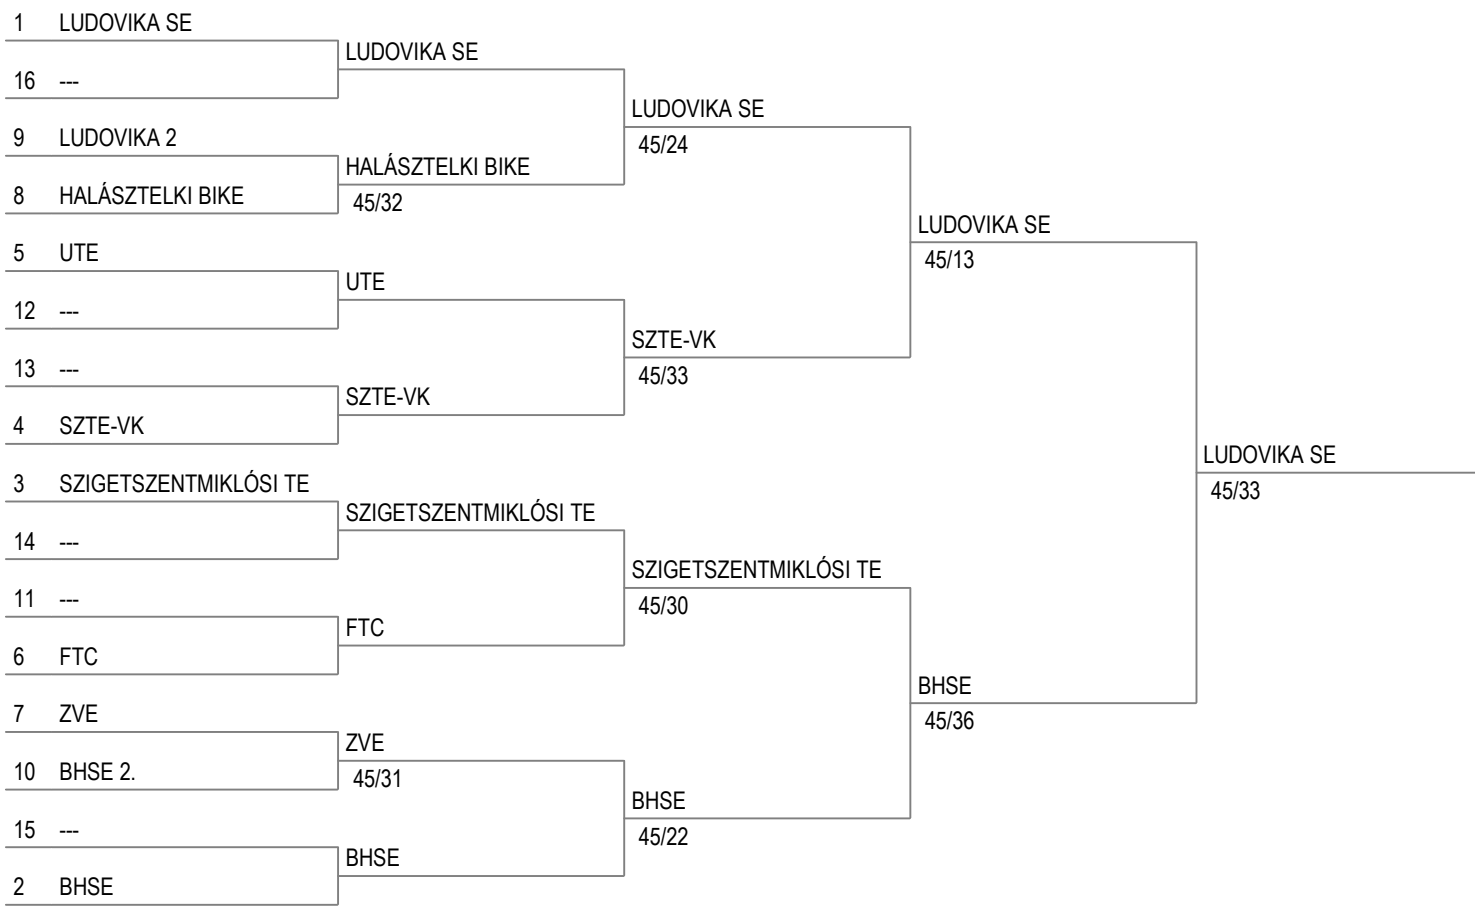 1 LUDOVIKA SE
16 ---
9 LUDOVIKA 2
8 HALÁSZTELKI BIKE
5 UTE
12 ---
13 ---
4 SZTE-VK
3 SZIGETSZENTMIKLÓSI TE
14 ---
11 ---
6 FTC
7 ZVE
10 BHSE 2.
15 ---
2 BHSE
LUDOVIKA SE
HALÁSZTELKI BIKE
45/32
UTE
SZTE-VK
SZIGETSZENTMIKLÓSI TE
FTC
ZVE
45/31
BHSE
LUDOVIKA SE
45/24
SZTE-VK
45/33
SZIGETSZENTMIKLÓSI TE
45/30
BHSE
45/22
LUDOVIKA SE
45/13
BHSE
45/36
LUDOVIKA SE
45/33